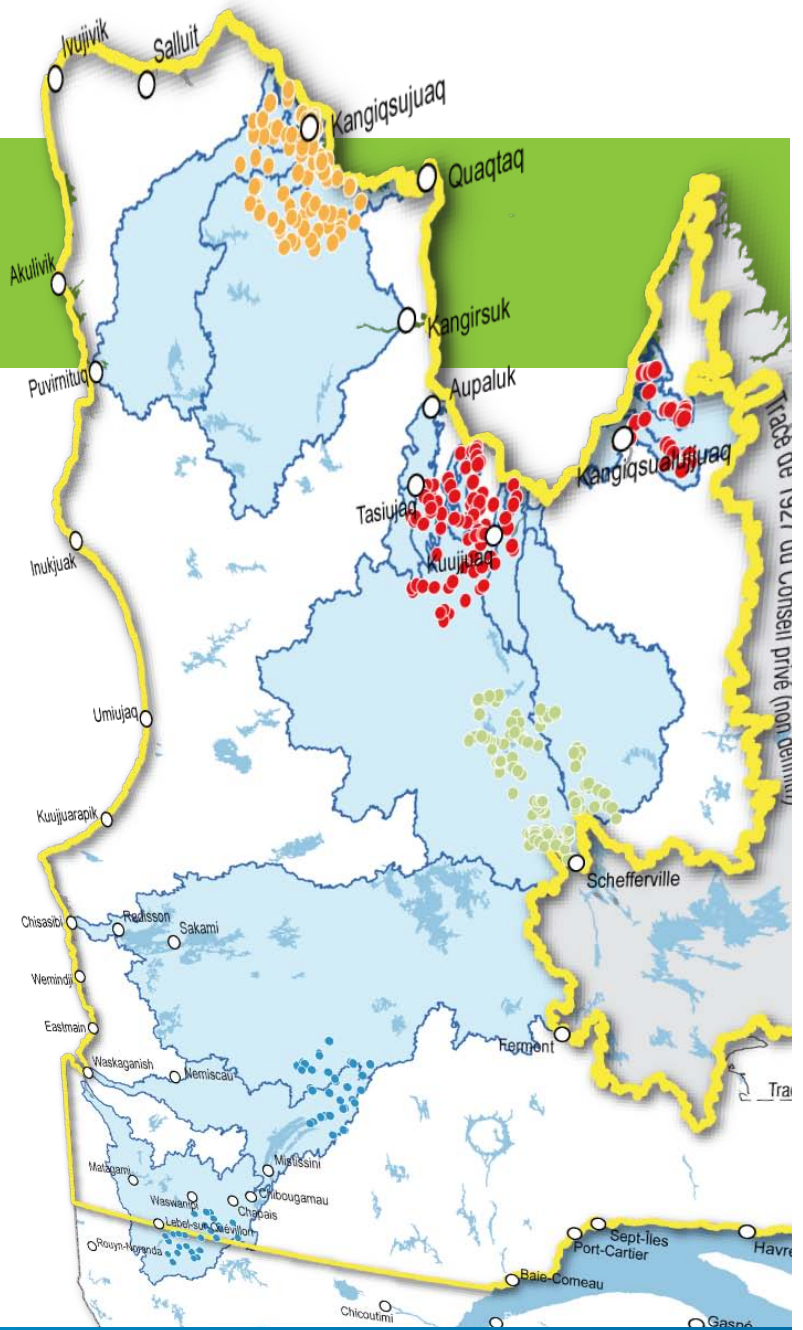 Ivujivik
Salluit
Kangiqsujuaq
Quaqtaq
Akulivik
Kangirsuk
Puvirnituq
Aupaluk
Kangiqsualujjuaq
Tasiujaq
Kuujjuaq
Inukjuak
Tracé de 1927 du Conseil privé (non définitif)
Umiujaq
Kuujjuarapik
Schefferville
Chisasibi
Radisson
Sakami
Wemindji
Eastmain
Fermont
Waskaganish
Nemiscau
Mistissini
Matagami
Waswanipi
Chibougamau
Chapais
Lebel-sur-Quévillon
Rouyn-Noranda
Sept-Îles
Port-Cartier
Havre
Baie-Comeau
Chicoutimi
Gaspé